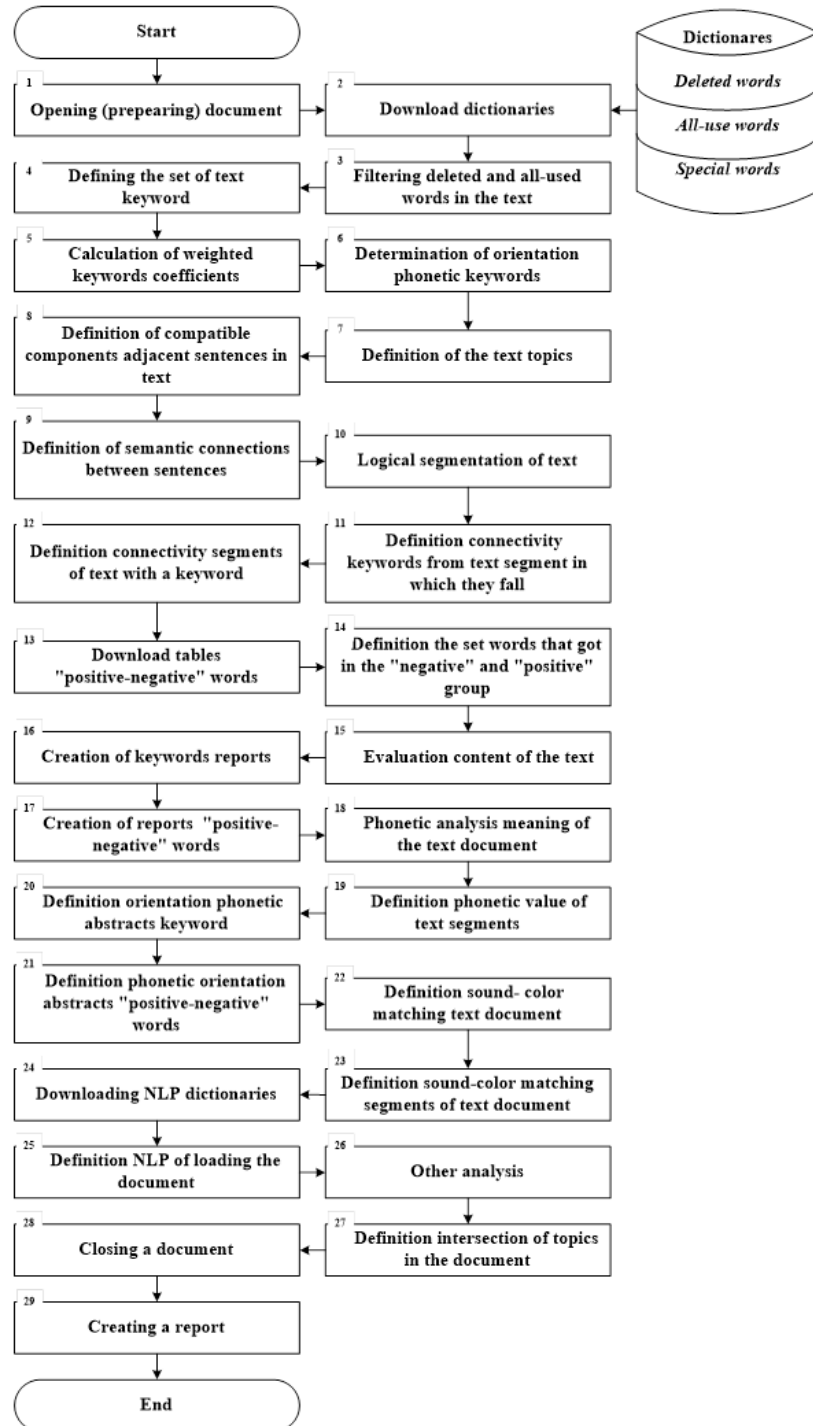 Start
1
Opening (prepearing) document
2
Download dictionaries
Dictionares
Deleted words
All-use words
Special words
3
Filtering deleted and all-used
words in the text
4
Defining the set of text
keyword
5
Calculation of weighted
keywords coefficients
6
Determination of orientation
phonetic keywords
7
Definition of the text topics
8
Definition of compatible
components adjacent sentences in
text
9
Definition of semantic connections
between sentences
10
Logical segmentation of text
11
Definition connectivity
keywords from text segment in
which they fall
12
Definition connectivity segments
of text with a keyword
13
Download tables
"positive-negative" words
14
Definition the set words that got
in the "negative" and "positive"
group
15
Evaluation content of the text
16
Creation of keywords reports
17
Creation of reports "positive-
negative" words
18
Phonetic analysis meaning of
the text document
19
Definition phonetic value of
text segments
20
Definition orientation phonetic
abstracts keyword
21
Definition phonetic orientation
abstracts "positive-negative"
words
22
Definition sound- color
matching text document
23
Definition sound-color matching
segments of text document
24
Downloading NLP dictionaries
25
Definition NLP of loading the
document
26
Other analysis
27
Definition intersection of topics
in the document
28
Closing a document
29
Creating a report
End